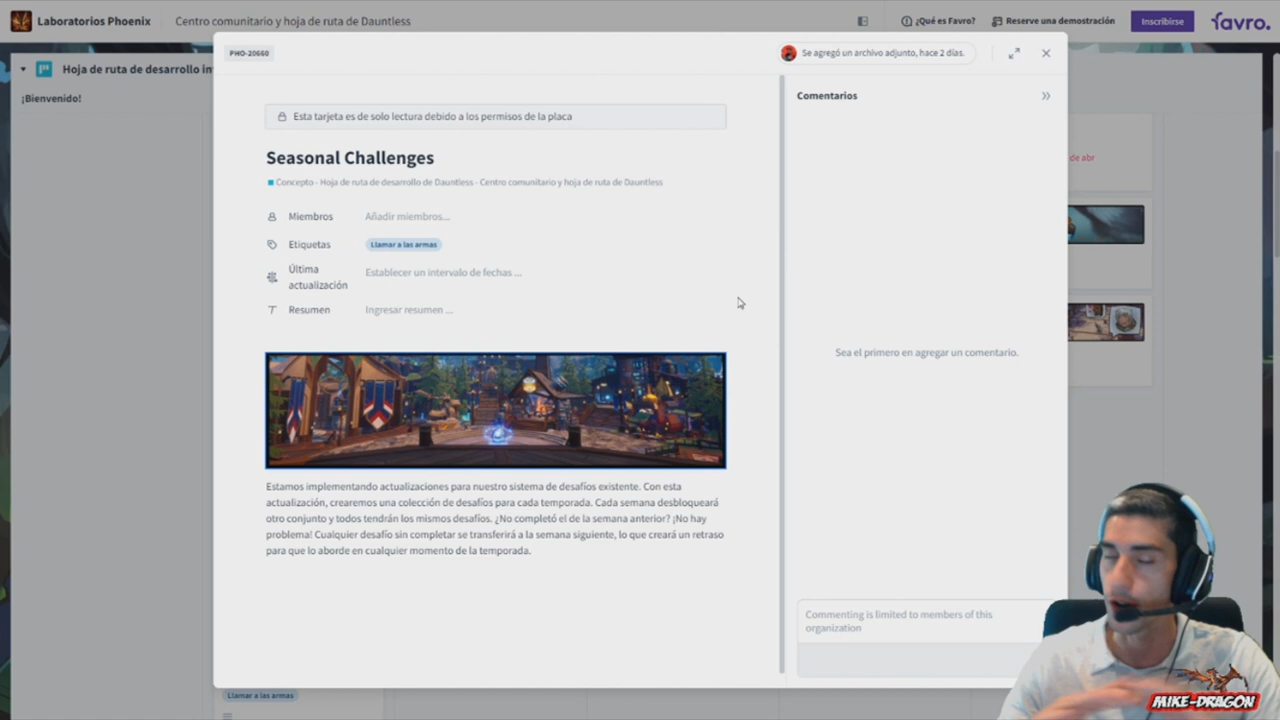 Laboratorios Phoenix
Centro comunitario y hoja de ruta de Dauntless
¿Qué es Favro?
Reserve una demostración
Inscribirse
favro.
Hoja de ruta de desarrollo in
¡Bienvenido!
PHO-20660
Se agregó un archivo adjunto, hace 2 días.
Esta tarjeta es de solo lectura debido a los permisos de la placa
Seasonal Challenges
Concepto - Hoja de ruta de desarrollo de Dauntless - Centro comunitario y hoja de ruta de Dauntless
Miembros
Añadir miembros...
Etiquetas
Llamar a las armas
Última
actualización
Establecer un intervalo de fechas ...
Resumen
Ingresar resumen ...
Estamos implementando actualizaciones para nuestro sistema de desafíos existente. Con esta
actualización, crearemos una colección de desafíos para cada temporada. Cada semana desbloqueará
otro conjunto y todos tendrán los mismos desafíos. ¿No completó el de la semana anterior? ¡No hay
problema! Cualquier desafío sin completar se transferirá a la semana siguiente, lo que creará un retraso
para que lo aborde en cualquier momento de la temporada.
Comentarios
Sea el primero en agregar un comentario.
Commenting is limited to members of this
organization
de abr
Llamar a las armas
MIKE-DRAGON